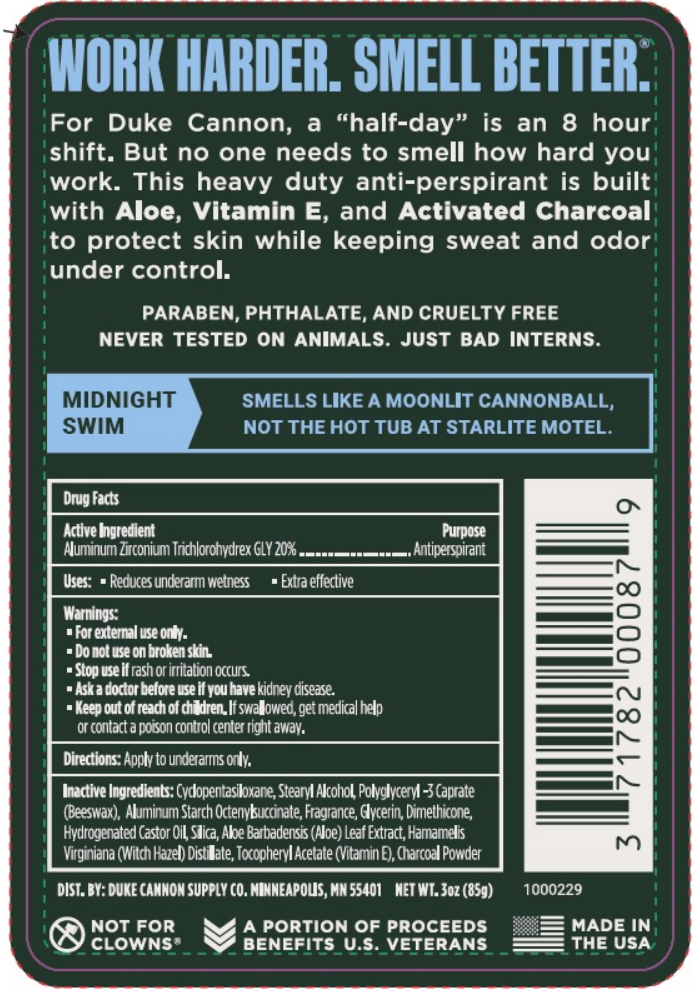 WORK HARDER. SMELL BETTER.®
For Duke Cannon, a “half-day” is an 8 hour
shift. But no one needs to smell how hard you
work. This heavy duty anti-perspirant is built
with Aloe, Vitamin E, and Activated Charcoal
to protect skin while keeping sweat and odor
under control.
PARABEN, PHTHALATE, AND CRUELTY FREE
NEVER TESTED ON ANIMALS. JUST BAD INTERNS.
MIDNIGHT
SWIM
SMELLS LIKE A MOONLIT CANNONBALL,
NOT THE HOT TUB AT STARLITE MOTEL.
Drug Facts
Active Ingredient Purpose
Aluminum Zirconium Trichlorohydrex GLY 20% ........................ Antiperspirant
Uses: ▪ Reduces underarm wetness ▪ Extra effective
Warnings:
▪ For external use only.
▪ Do not use on broken skin.
▪ Stop use if rash or irritation occurs.
▪ Ask a doctor before use if you have kidney disease.
▪ Keep out of reach of children. If swallowed, get medical help
or contact a poison control center right away.
Directions: Apply to underarms only.
Inactive Ingredients: Cyclopentasiloxane, Stearyl Alcohol, Polyglyceryl -3 Caprate
(Beeswax), Aluminum Starch Octenylsuccinate, Fragrance, Glycerin, Dimethicone,
Hydrogenated Castor Oil, Silica, Aloe Barbadensis (Aloe) Leaf Extract, Hamamelis
Virginiana (Witch Hazel) Distillate, Tocopheryl Acetate (Vitamin E), Charcoal Powder
3 71782 00087 9
DIST. BY: DUKE CANNON SUPPLY CO. MINNEAPOLIS, MN 55401 NET WT. 3oz (85g)
1000229
NOT FOR
CLOWNS®
A PORTION OF PROCEEDS
BENEFITS U.S. VETERANS
MADE IN
THE USA